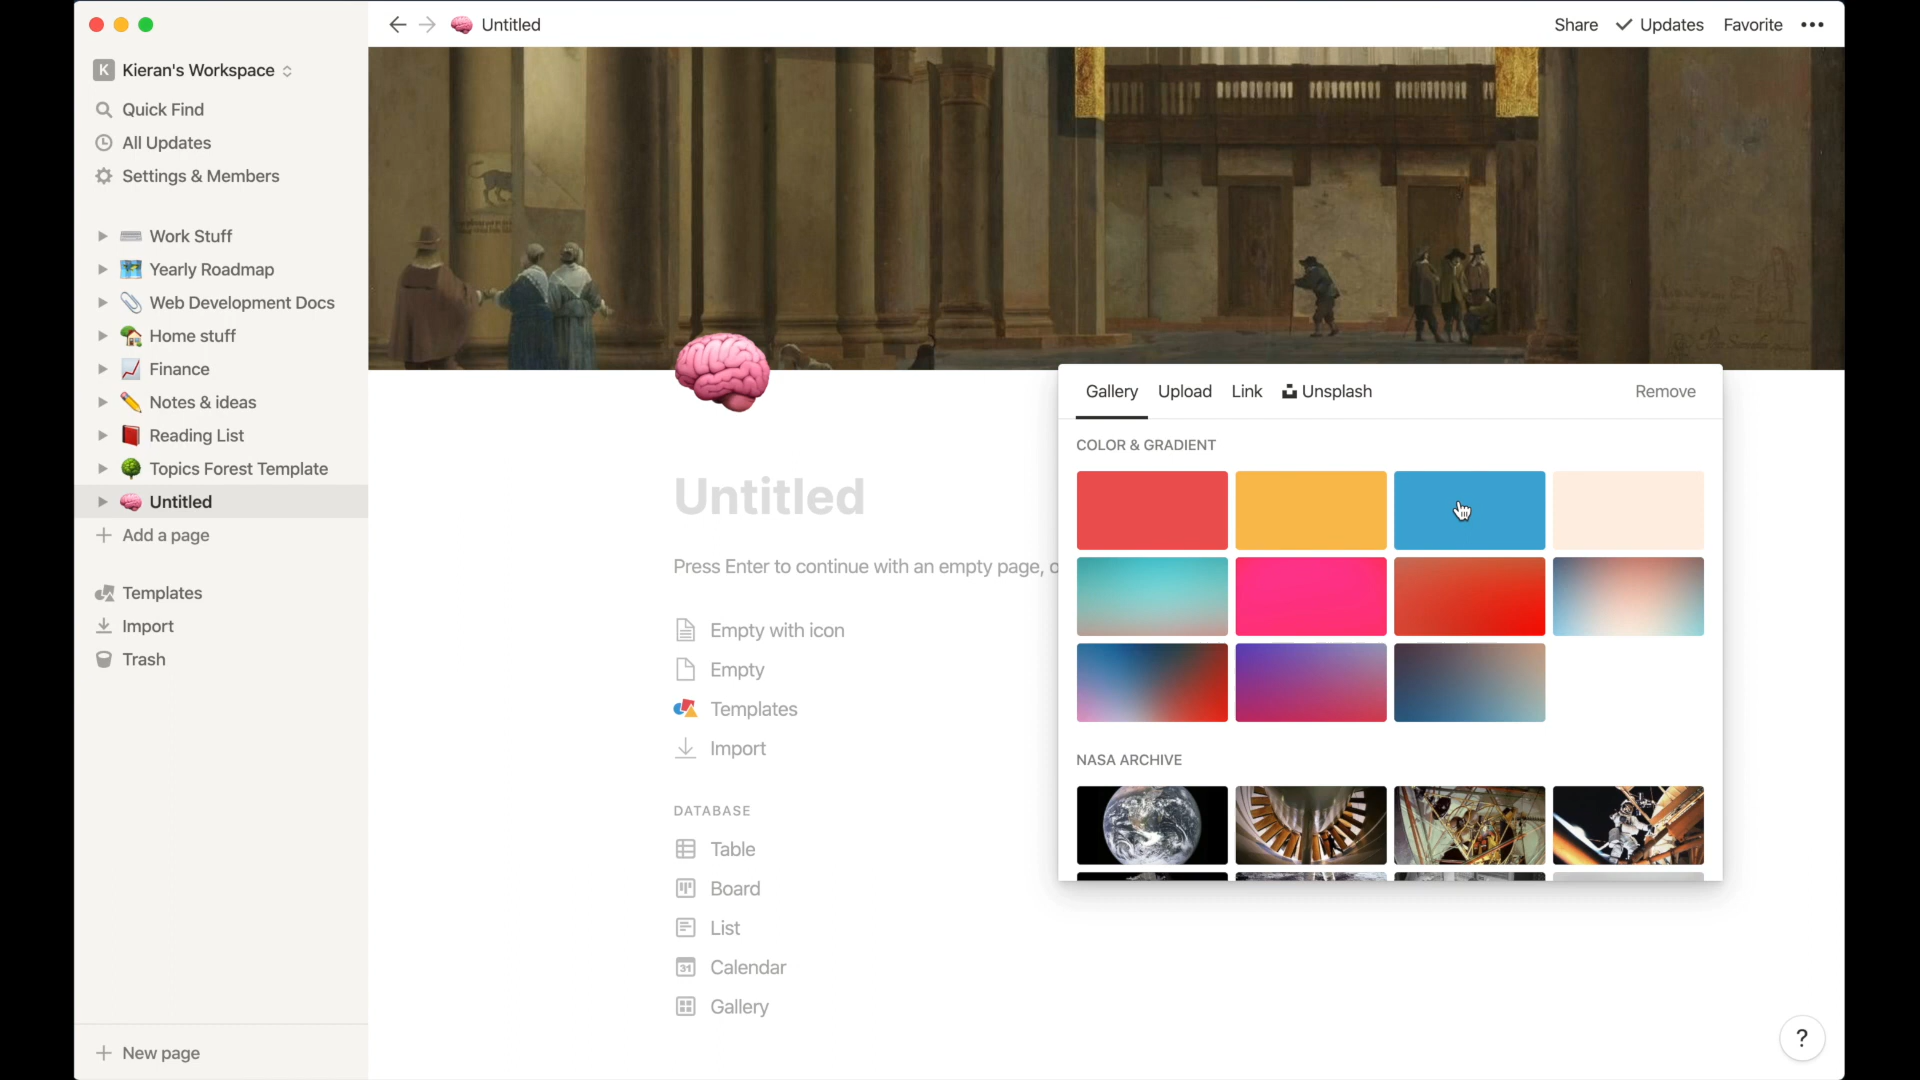 Untitled
Share
Updates
Favorite
K Kieran's Workspace
Quick Find
All Updates
Settings & Members
Work Stuff
Yearly Roadmap
Web Development Docs
Home stuff
Finance
Notes & ideas
Reading List
Topics Forest Template
Untitled
Add a page
Templates
Import
Trash
New page
Untitled
Press Enter to continue with an empty page,
Empty with icon
Empty
Templates
Import
DATABASE
Table
Board
List
31 Calendar
Gallery
Gallery Upload Link Unsplash Remove
COLOR & GRADIENT
NASA ARCHIVE
?